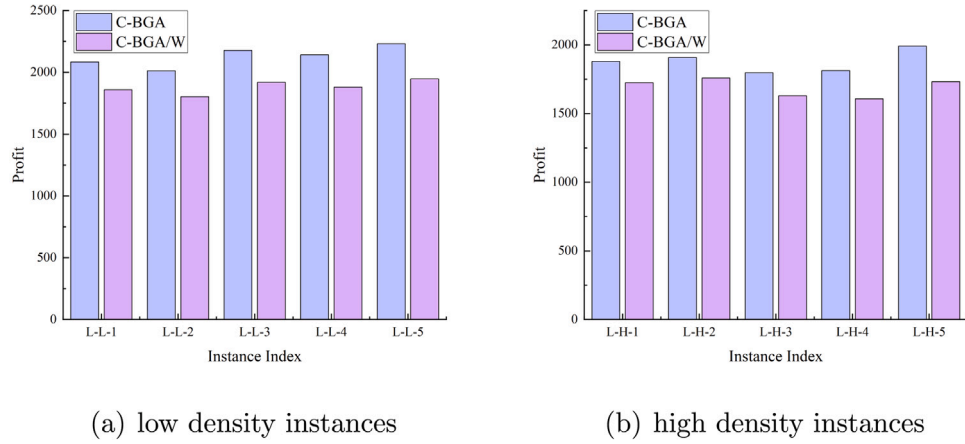 2500
2000
1500
1000
500
0
Profit
C-BGA
C-BGA/W
L-L-1 L-L-2 L-L-3 L-L-4 L-L-5
Instance Index
(a) low density instances
2000
1500
1000
500
0
Profit
C-BGA
C-BGA/W
L-H-1 L-H-2 L-H-3 L-H-4 L-H-5
Instance Index
(b) high density instances